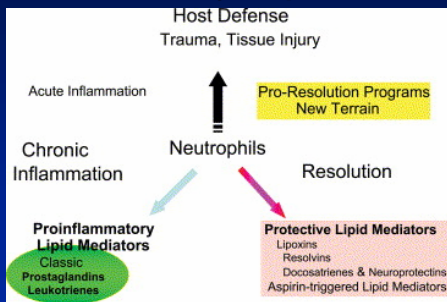 Host Defense
Trauma, Tissue Injury
Acute Inflammation
Pro-Resolution Programs
New Terrain
Neutrophils
Chronic
Inflammation
Resolution
Proinflammatory
Lipid Mediators
Classic
Prostaglandins
Leukotrienes
Protective Lipid Mediators
Lipoxins
Resolvins
Docosatrienes & Neuroprotectins
Aspirin-triggered Lipid Mediators